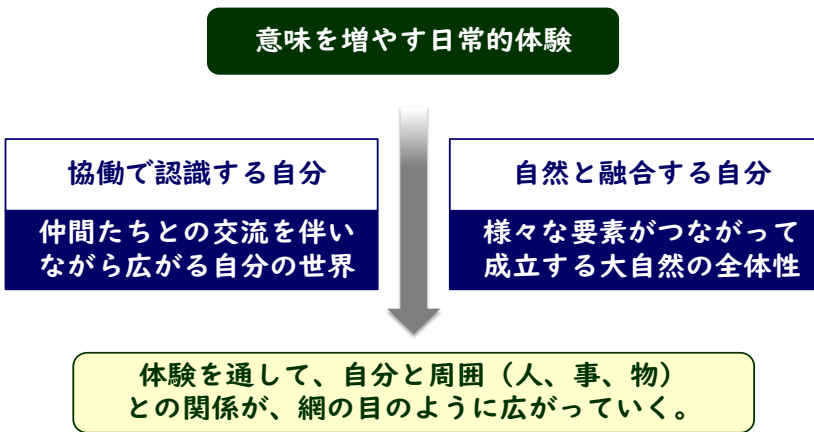 意味を増やす日常的体験
協働で認識する自分
仲間たちとの交流を伴い
ながら広がる自分の世界
自然と融合する自分
様々な要素がつながって
成立する大自然の全体性
体験を通して、自分と周囲（人、事、物）
との関係が、網の目のように広がっていく。